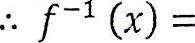 ∴ f⁻¹ (x) =